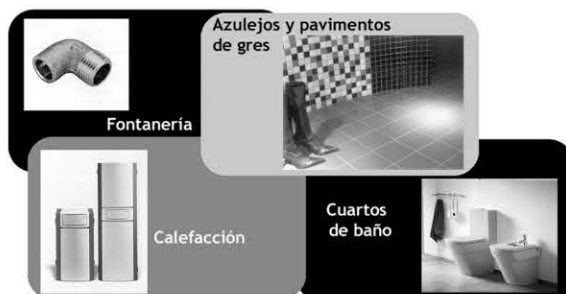 Azulejos y pavimentos
de gres
Fontanería
Calefacción
Cuartos
de baño